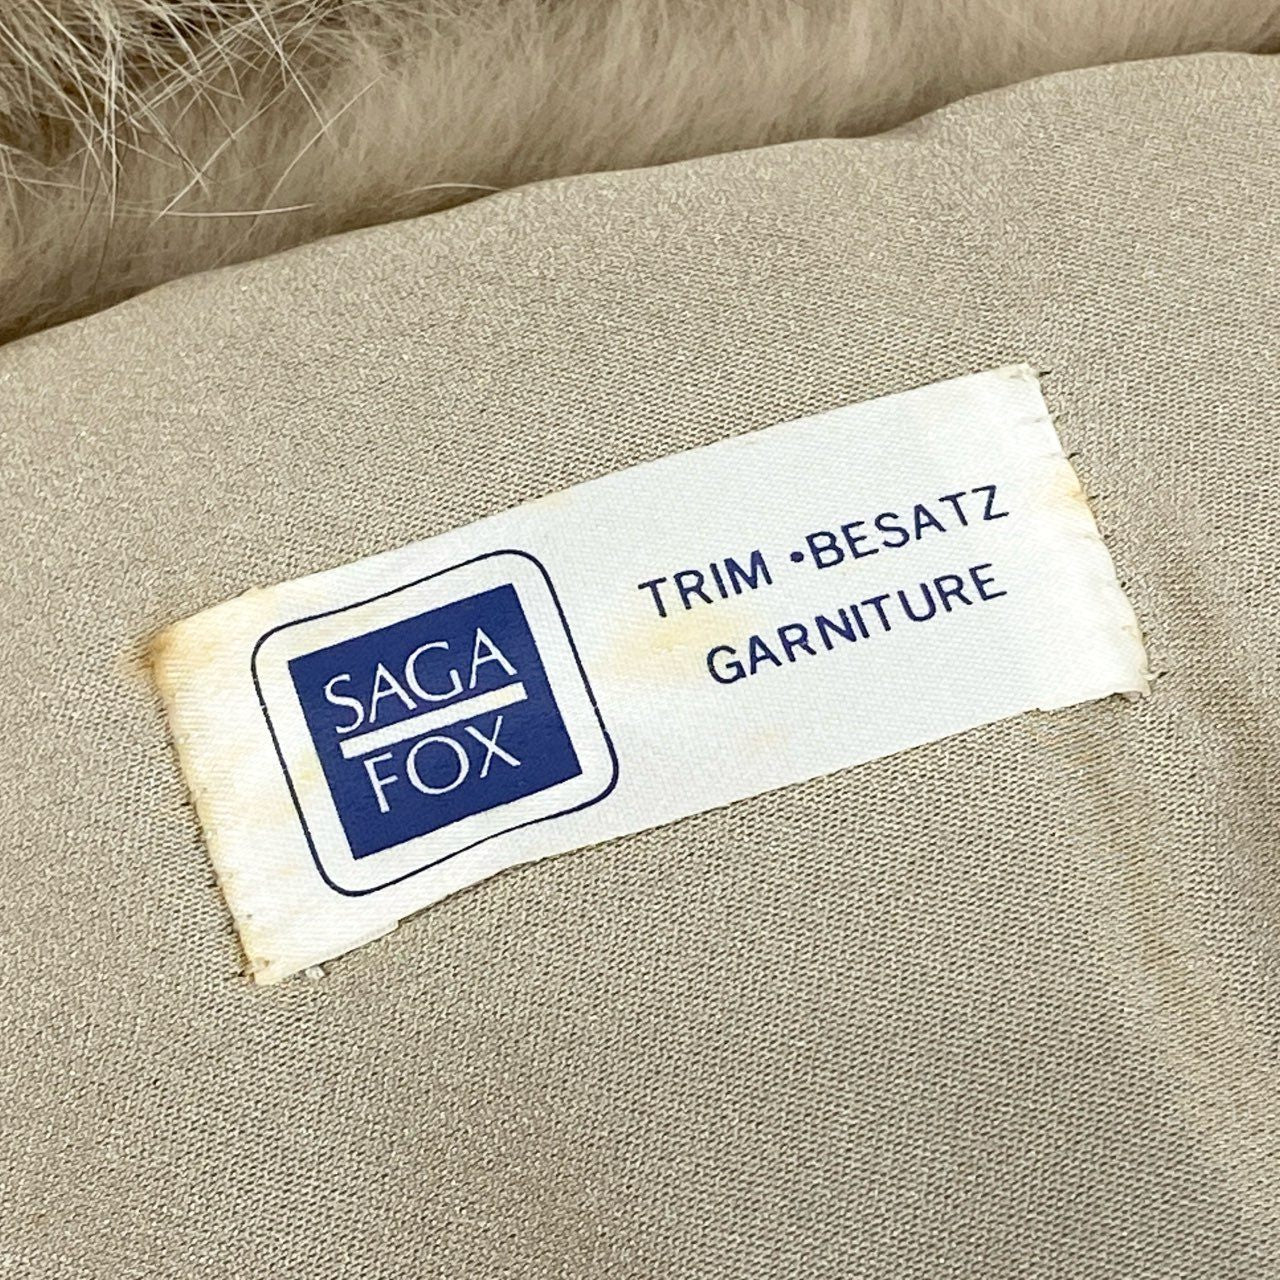 SAGA
FOX
TRIM •BESATZ
GARNITURE